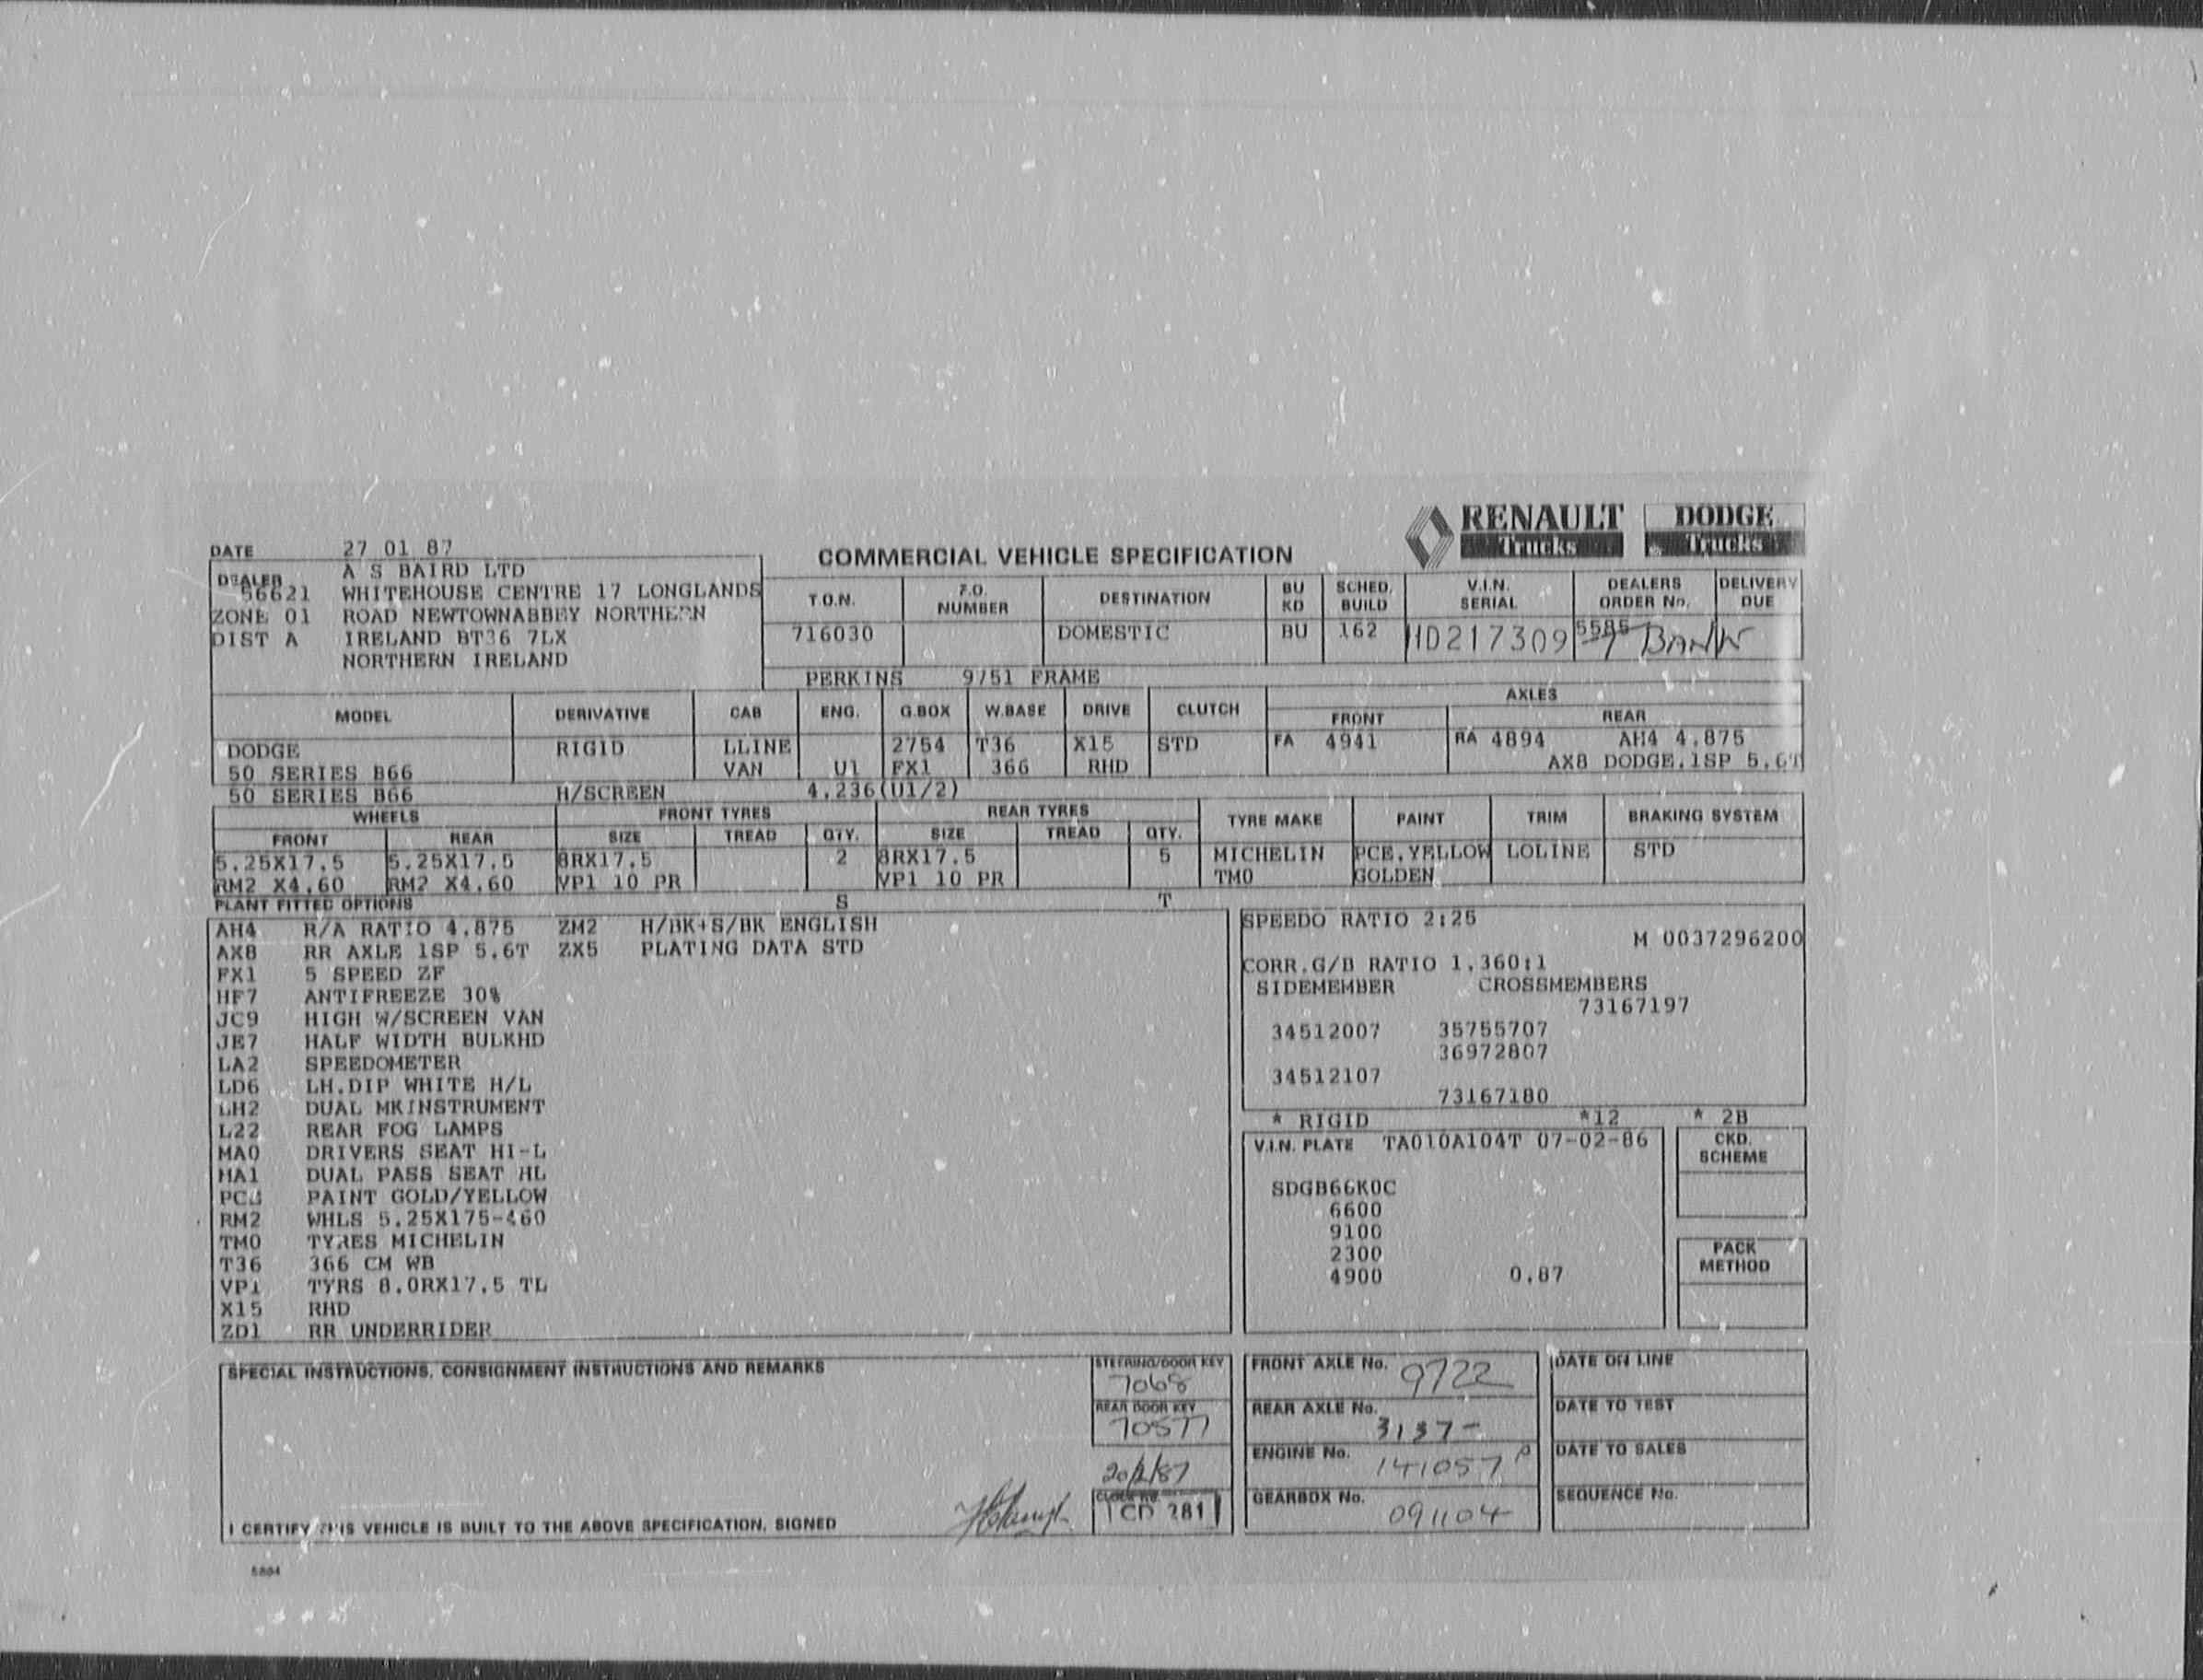 RENAULT Trucks & DODGE Trucks
COMMERCIAL VEHICLE SPECIFICATION
DATE 27 01 87
DEALER A S BAIRD LTD
56621 WHITEHOUSE CENTRE 17 LONGLANDS
ZONE 01 ROAD NEWTOWNABBEY NORTHERN
DIST A IRELAND BT36 7LX
NORTHERN IRELAND
T.O.N. F.O. NUMBER DESTINATION BU KD SCHED. BUILD V.I.N. SERIAL DEALERS ORDER No. DELIVERY DUE
716030 DOMESTIC BU 162 HD217309 5585 BANK
PERKINS 9/51 FRAME
MODEL DERIVATIVE CAB ENG. G.BOX W.BASE DRIVE CLUTCH AXLES FRONT REAR
DODGE RIGID LLINE 2754 T36 X15 STD FA 4941 RA 4894 AH4 4.875
50 SERIES B66 VAN U1 FX1 366 RHD AX8 DODGE.1SP 5.6T
50 SERIES B66 H/SCREEN 4.236(U1/2)
WHEELS FRONT TYRES REAR TYRES TYRE MAKE PAINT TRIM BRAKING SYSTEM
FRONT REAR SIZE TREAD QTY. SIZE TREAD QTY.
5.25X17.5 5.25X17.5 8RX17.5 2 8RX17.5 5 MICHELIN PCE.YELLOW LOLINE STD
RM2 X4.60 RM2 X4.60 VP1 10 PR VP1 10 PR TM0 GOLDEN
PLANT FITTED OPTIONS S T
AH4 R/A RATIO 4.875 ZM2 H/BK+S/BK ENGLISH
AX8 RR AXLE 1SP 5.6T ZX5 PLATING DATA STD
FX1 5 SPEED ZF
HF7 ANTIFREEZE 30%
JC9 HIGH W/SCREEN VAN
JE7 HALF WIDTH BULKHD
LA2 SPEEDOMETER
LD6 LH.DIP WHITE H/L
LH2 DUAL MKINSTRUMENT
L22 REAR FOG LAMPS
MA0 DRIVERS SEAT HI-L
MA1 DUAL PASS SEAT HL
PAINT GOLD/YELLOW
RM2 WHLS 5.25X175-460
TM0 TYRES MICHELIN
T36 366 CM WB
VP1 TYRS 8.0RX17.5 TL
X15 RHD
ZD1 RR UNDERRIDER
SPEEDO RATIO 2:25
M 0037296200
CORR.G/B RATIO 1.360:1
SIDEMEMBER CROSSMEMBERS
73167197
34512007 35755707
36972807
34512107
73167180
* RIGID *12 * 2B
V.I.N. PLATE TA010A104T 07-02-86
SDGB66K0C
6600
9100
2300
4900 0.87
CKD. SCHEME
PACK METHOD
SPECIAL INSTRUCTIONS, CONSIGNMENT INSTRUCTIONS AND REMARKS
STEERING/DOOR KEY
7068
REAR DOOR KEY
70577
20/2/87
CLOCK No.
CD 281
I CERTIFY THIS VEHICLE IS BUILT TO THE ABOVE SPECIFICATION, SIGNED
FRONT AXLE No. 9722
REAR AXLE No. 3137-
ENGINE No. 141057 P
GEARBOX No. 091104
DATE ON LINE
DATE TO TEST
DATE TO SALES
SEQUENCE No.